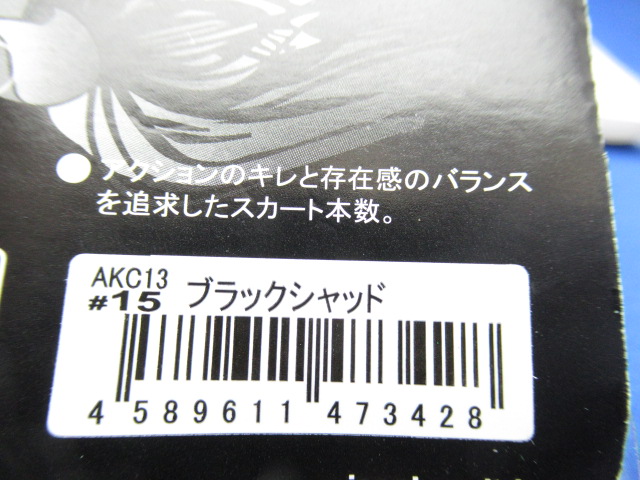 ●アクションのキレと存在感のバランス
を追求したスカート本数。
AKC13
#15 ブラックシャッド
4 589611 473428